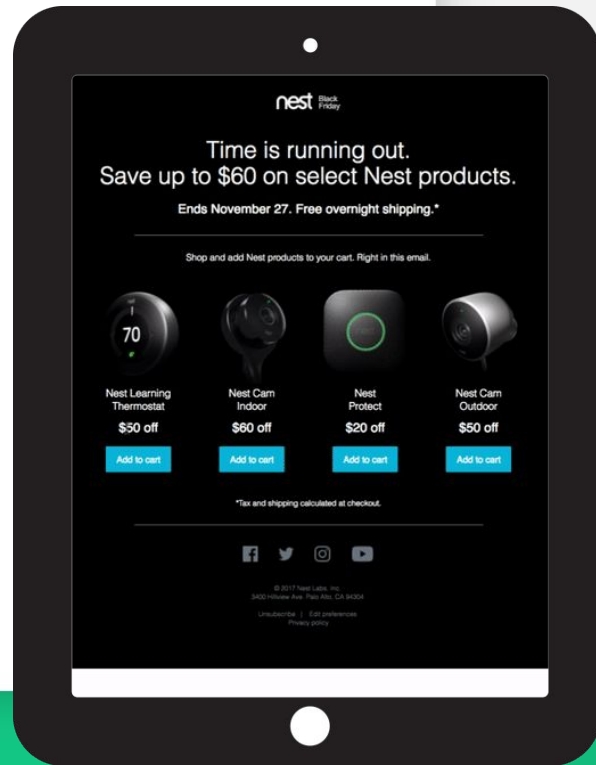 nest Black
Friday
Time is running out.
Save up to $60 on select Nest products.
Ends November 27. Free overnight shipping.*
Shop and add Nest products to your cart. Right in this email.
70
Nest Learning
Thermostat
$50 off
Add to cart
Nest Cam
Indoor
$60 off
Add to cart
Nest
Protect
$20 off
Add to cart
Nest Cam
Outdoor
$50 off
Add to cart
*Tax and shipping calculated at checkout.
© 2017 Nest Labs, Inc.
3400 Hillview Ave. Palo Alto, CA 94304
Unsubscribe | Edit preferences
Privacy policy